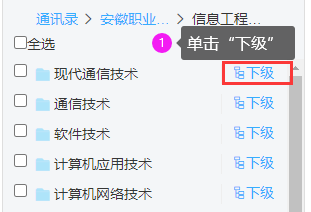 通讯录 > 安徽职业... > 信息工程...
全选
1 单击“下级”
现代通信技术 下级
通信技术 下级
软件技术 下级
计算机应用技术 下级
计算机网络技术 下级